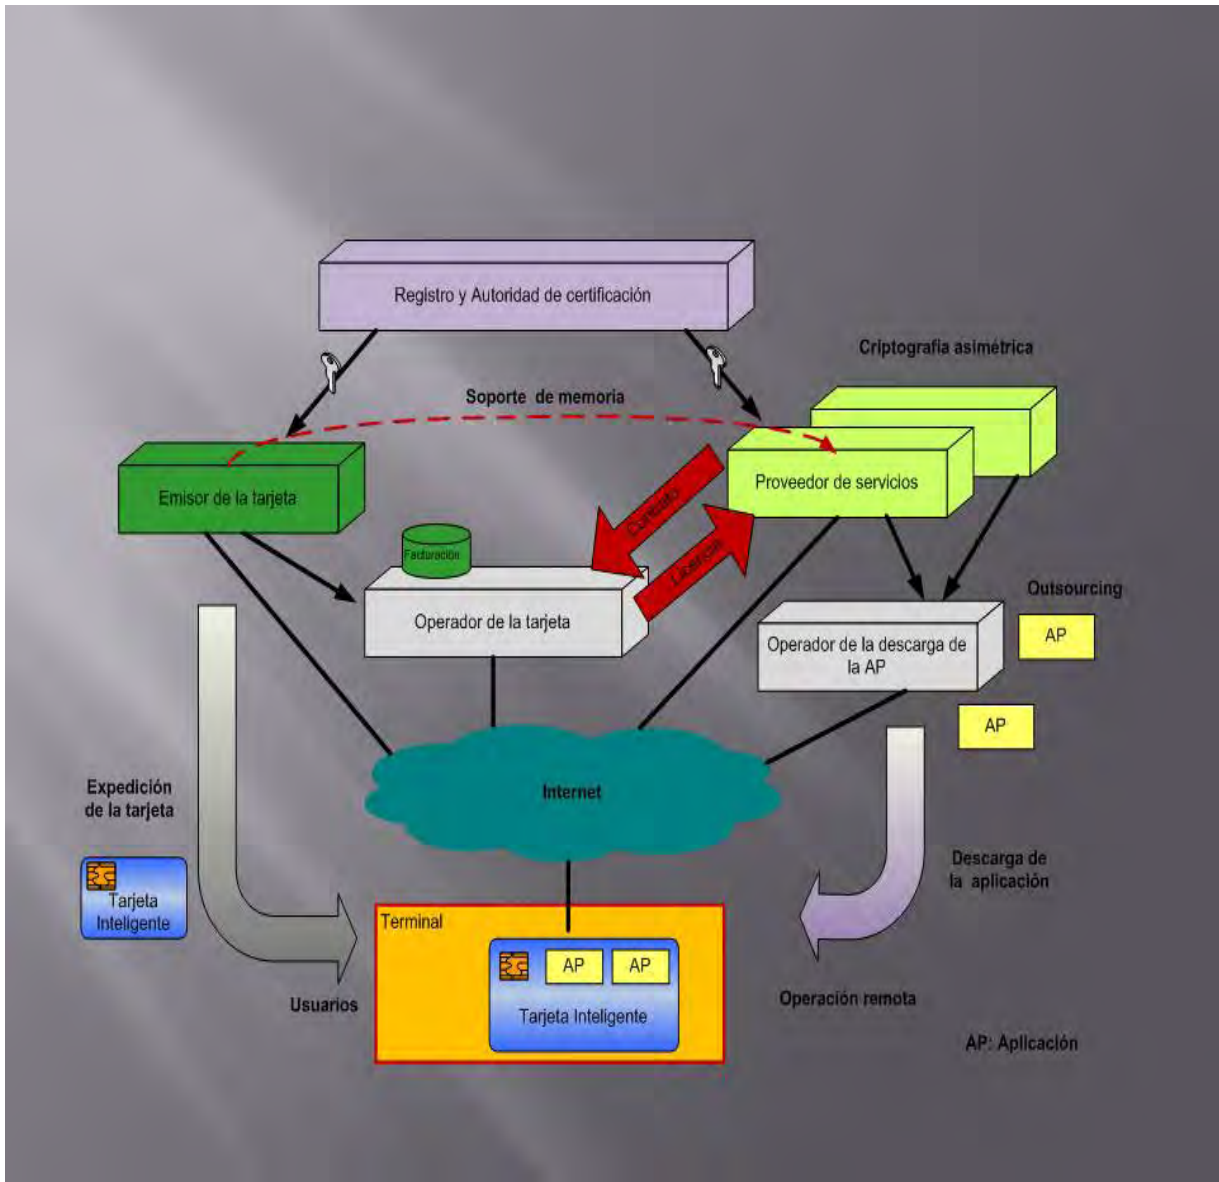 Registro y Autoridad de certificación
Criptografia asimétrica
Soporte de memoria
Emisor de la tarjeta
Proveedor de servicios
Contrato
Licencia
Facturación
Operador de la tarjeta
Outsourcing
AP
Operador de la descarga de
la AP
AP
Internet
Expedición
de la tarjeta
Tarjeta
Inteligente
Descarga de
la aplicación
Terminal
AP
AP
Tarjeta Inteligente
Usuarios
Operación remota
AP: Aplicación